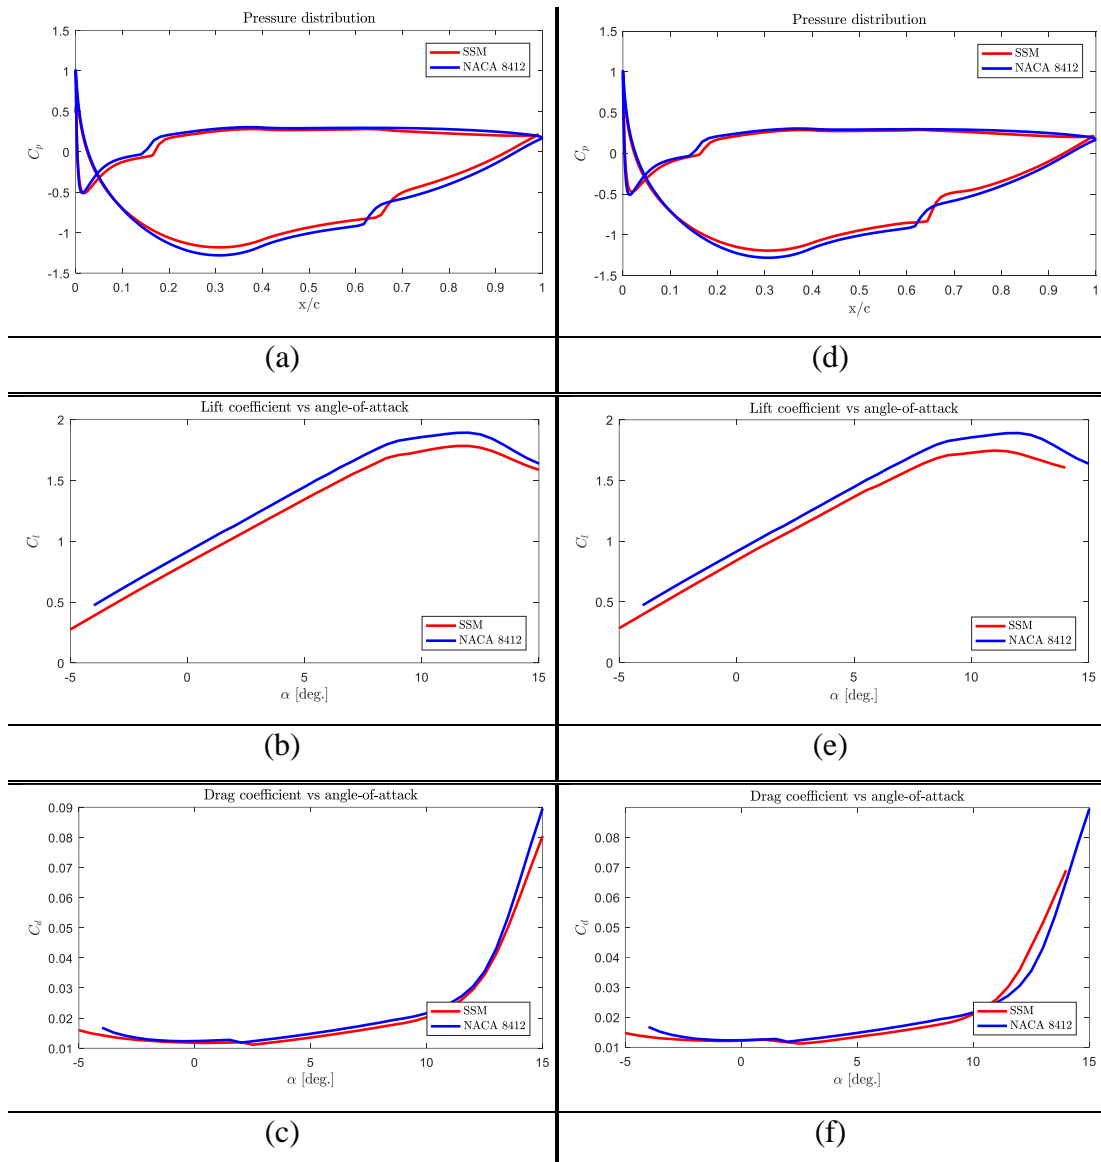 Pressure distribution
1.5
1
0.5
0
-0.5
-1
-1.5
C_p
SSM
NACA 8412
0 0.1 0.2 0.3 0.4 0.5 0.6 0.7 0.8 0.9 1
x/c
(a)
Pressure distribution
1.5
1
0.5
0
-0.5
-1
-1.5
C_p
SSM
NACA 8412
0 0.1 0.2 0.3 0.4 0.5 0.6 0.7 0.8 0.9 1
x/c
(d)
Lift coefficient vs angle-of-attack
2
1.5
1
0.5
0
C_l
SSM
NACA 8412
-5 0 5 10 15
α [deg.]
(b)
Lift coefficient vs angle-of-attack
2
1.5
1
0.5
0
C_l
SSM
NACA 8412
-5 0 5 10 15
α [deg.]
(e)
Drag coefficient vs angle-of-attack
0.09
0.08
0.07
0.06
0.05
0.04
0.03
0.02
0.01
C_d
SSM
NACA 8412
-5 0 5 10 15
α [deg.]
(c)
Drag coefficient vs angle-of-attack
0.08
0.07
0.06
0.05
0.04
0.03
0.02
0.01
C_d
SSM
NACA 8412
-5 0 5 10 15
α [deg.]
(f)